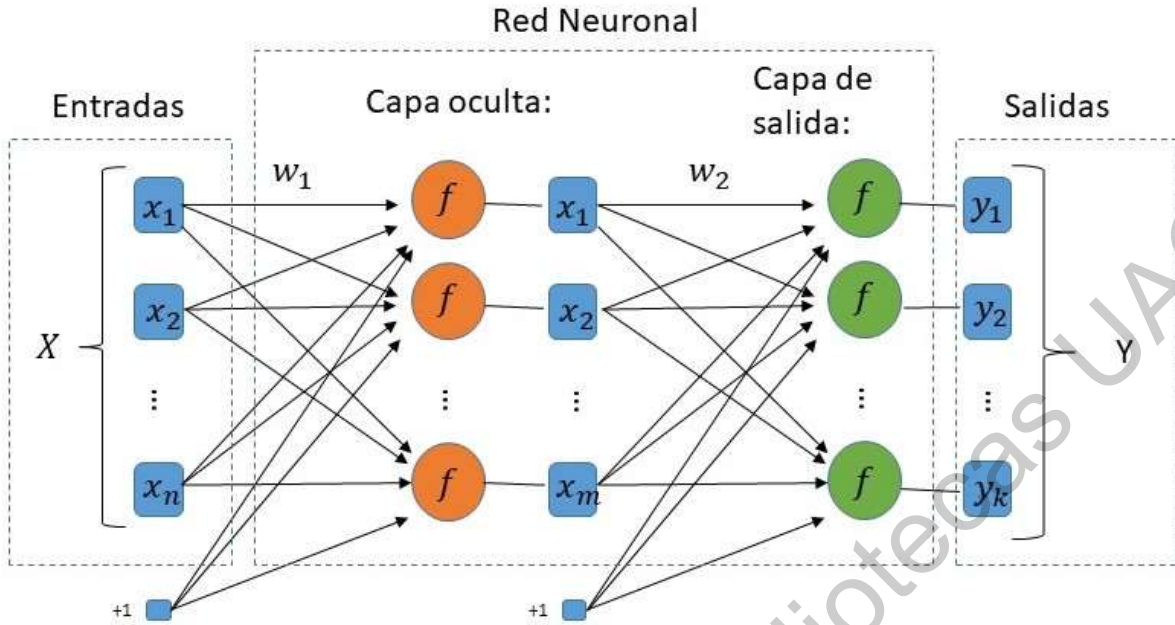 Red Neuronal
Entradas
Capa oculta:
Capa de
salida:
Salidas
w₁
w₂
x₁ f x₁ f y₁
x₂ f x₂ f y₂
X
Y
... ... ... ... ...
xₙ f xₘ f yₖ
+1
+1